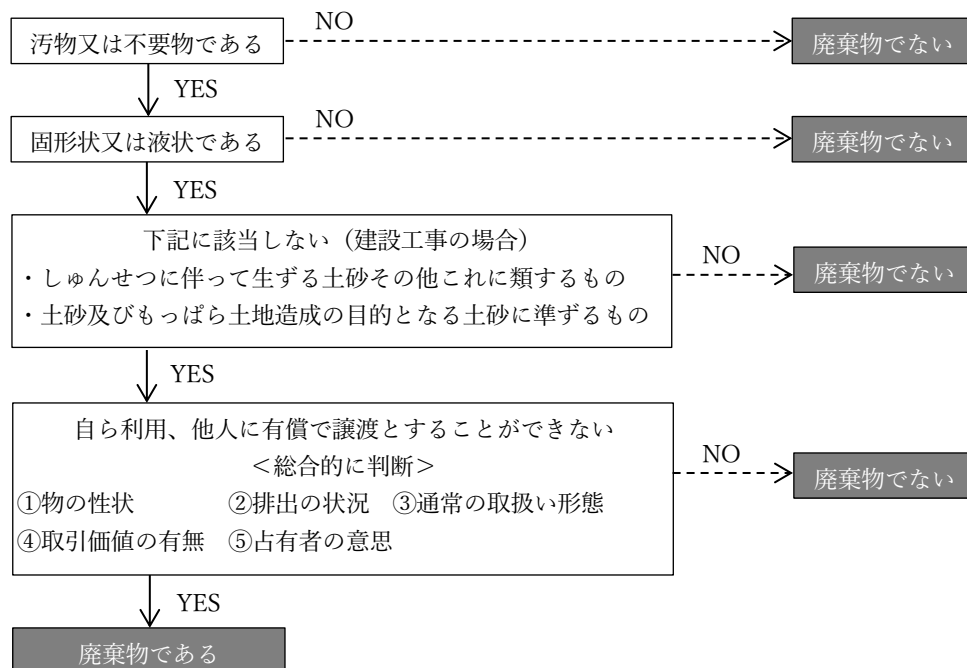 汚物又は不要物である
NO
廃棄物でない
YES
固形状又は液状である
NO
廃棄物でない
YES
下記に該当しない（建設工事の場合）
・しゅんせつに伴って生ずる土砂その他これに類するもの
・土砂及びもっぱら土地造成の目的となる土砂に準ずるもの
NO
廃棄物でない
YES
自ら利用、他人に有償で譲渡とすることができない
＜総合的に判断＞
①物の性状 ②排出の状況 ③通常の取扱い形態
④取引価値の有無 ⑤占有者の意思
NO
廃棄物でない
YES
廃棄物である